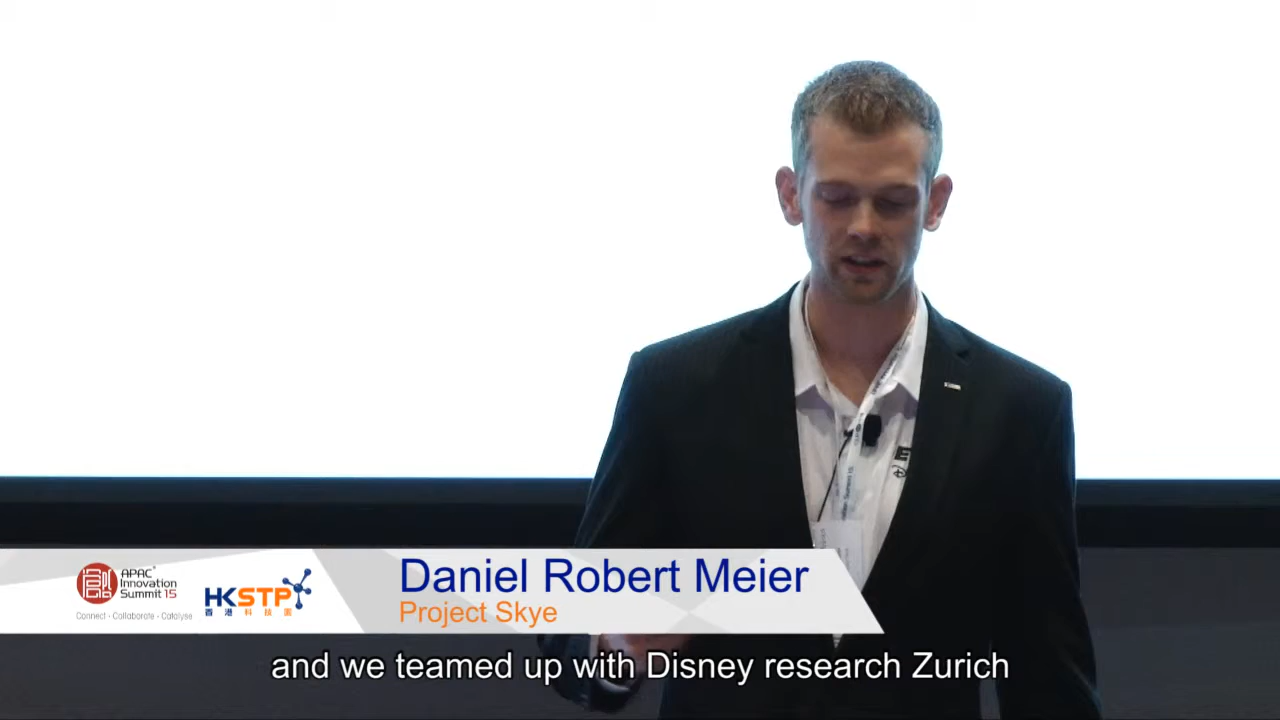 APAC
Innovation
Summit 15
Connect • Collaborate • Catalyse
HKSTP
香港科技園
Daniel Robert Meier
Project Skye
and we teamed up with Disney research Zurich